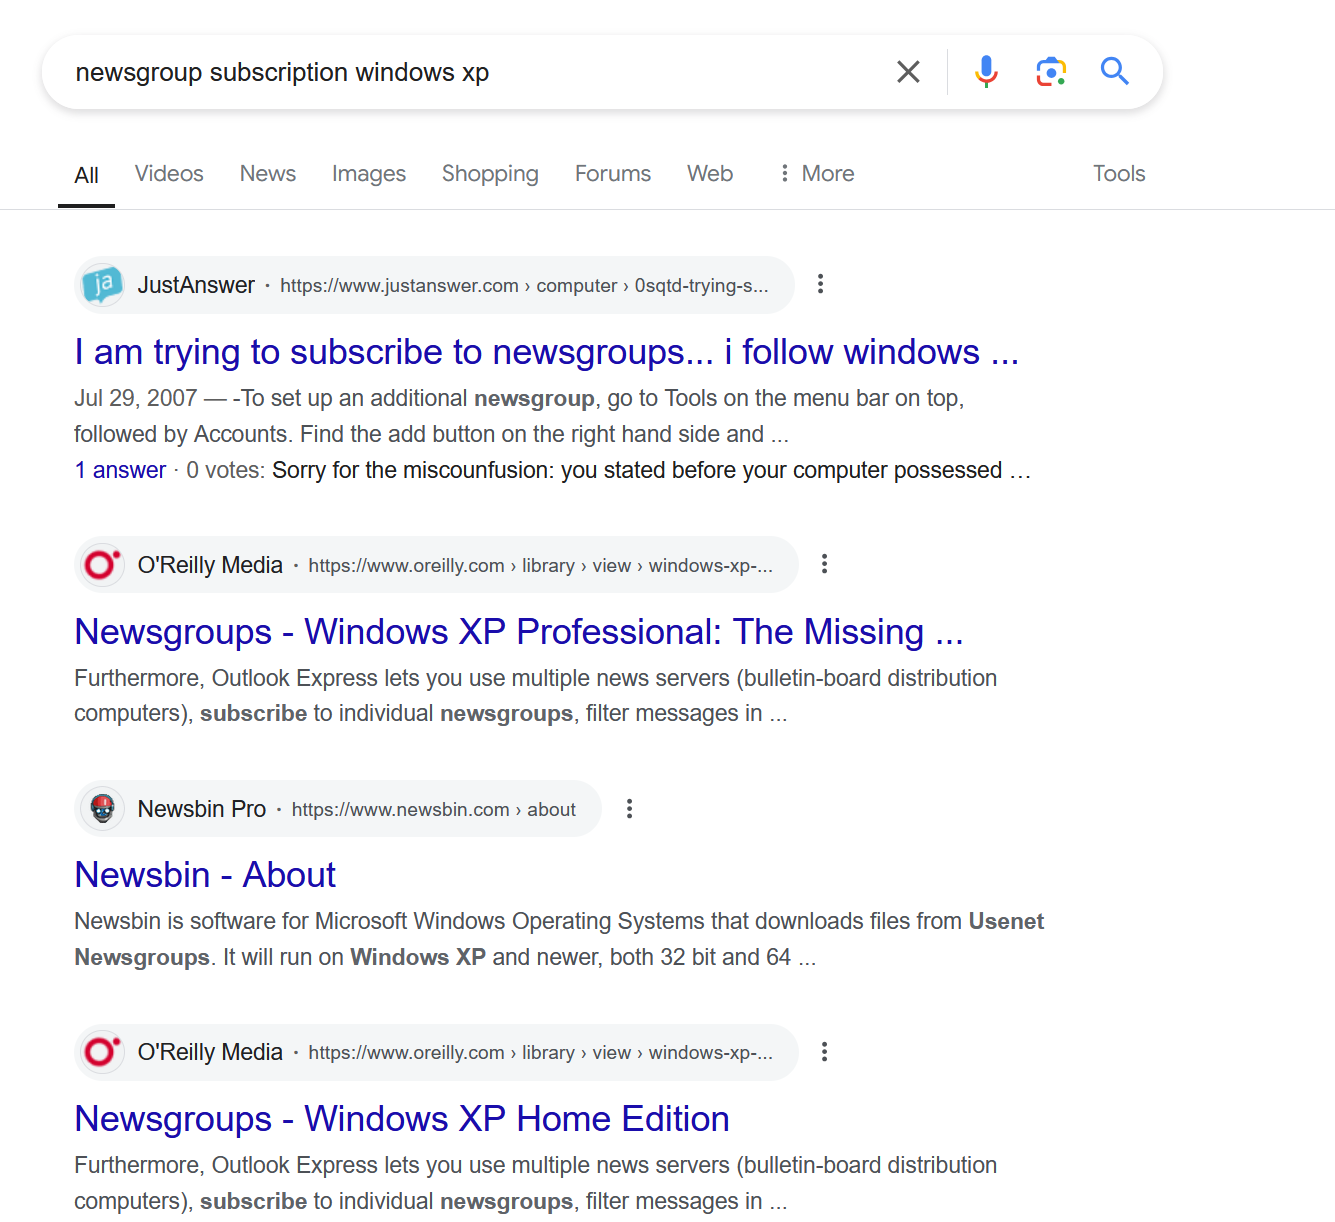 newsgroup subscription windows xp
All Videos News Images Shopping Forums Web More Tools
ja JustAnswer · https://www.justanswer.com › computer › 0sqtd-trying-s...
I am trying to subscribe to newsgroups... i follow windows ...
Jul 29, 2007 — -To set up an additional newsgroup, go to Tools on the menu bar on top,
followed by Accounts. Find the add button on the right hand side and ...
1 answer · 0 votes: Sorry for the miscounfusion: you stated before your computer possessed ...
O'Reilly Media · https://www.oreilly.com › library › view › windows-xp-...
Newsgroups - Windows XP Professional: The Missing ...
Furthermore, Outlook Express lets you use multiple news servers (bulletin-board distribution
computers), subscribe to individual newsgroups, filter messages in ...
Newsbin Pro · https://www.newsbin.com › about
Newsbin - About
Newsbin is software for Microsoft Windows Operating Systems that downloads files from Usenet
Newsgroups. It will run on Windows XP and newer, both 32 bit and 64 ...
O'Reilly Media · https://www.oreilly.com › library › view › windows-xp-...
Newsgroups - Windows XP Home Edition
Furthermore, Outlook Express lets you use multiple news servers (bulletin-board distribution
computers), subscribe to individual newsgroups, filter messages in ...